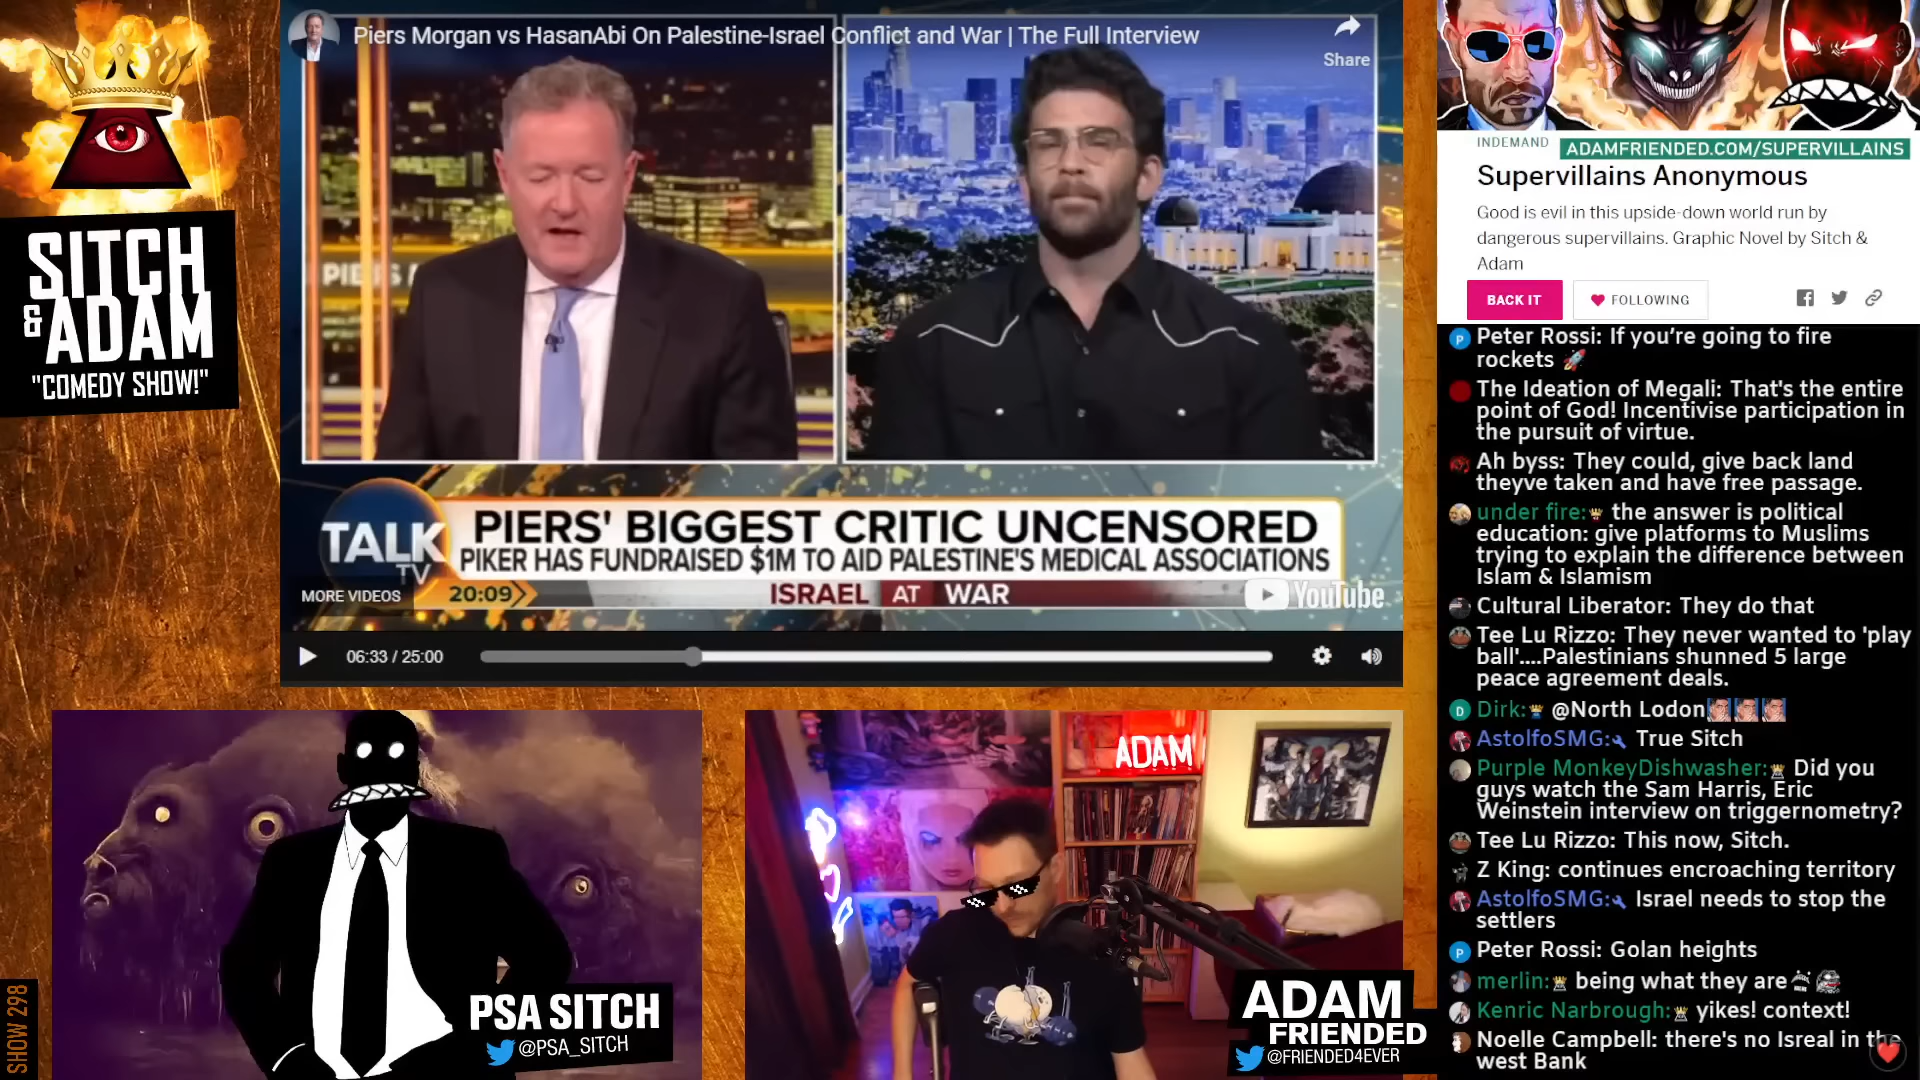 SITCH
& ADAM
"COMEDY SHOW!"
SHOW 298
Piers Morgan vs HasanAbi On Palestine-Israel Conflict and War | The Full Interview
Share
PIERS
TALK
TV
PIERS' BIGGEST CRITIC UNCENSORED
PIKER HAS FUNDRAISED $1M TO AID PALESTINE'S MEDICAL ASSOCIATIONS
MORE VIDEOS
20:09
ISRAEL AT WAR
YouTube
06:33 / 25:00
PSA SITCH
@PSA_SITCH
ADAM
ADAM
FRIENDED
@FRIENDED4EVER
INDEMAND
ADAMFRIENDED.COM/SUPERVILLAINS
Supervillains Anonymous
Good is evil in this upside-down world run by
dangerous supervillains. Graphic Novel by Sitch &
Adam
BACK IT
FOLLOWING
P Peter Rossi: If you're going to fire
rockets 🚀
The Ideation of Megali: That's the entire
point of God! Incentivise participation in
the pursuit of virtue.
Ah byss: They could, give back land
theyve taken and have free passage.
under fire: the answer is political
education: give platforms to Muslims
trying to explain the difference between
Islam & Islamism
Cultural Liberator: They do that
Tee Lu Rizzo: They never wanted to 'play
ball'....Palestinians shunned 5 large
peace agreement deals.
D Dirk: @North Lodon
AstolfoSMG: True Sitch
Purple MonkeyDishwasher: Did you
guys watch the Sam Harris, Eric
Weinstein interview on triggernometry?
Tee Lu Rizzo: This now, Sitch.
Z King: continues encroaching territory
AstolfoSMG: Israel needs to stop the
settlers
P Peter Rossi: Golan heights
merlin: being what they are
Kenric Narbrough: yikes! context!
Noelle Campbell: there's no Isreal in the
west Bank